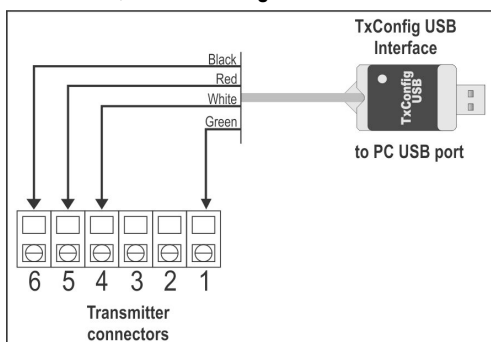 TxConfig USB
Interface
Black
Red
White
Green
TxConfig
USB
to PC USB port
6 5 4 3 2 1
Transmitter
connectors